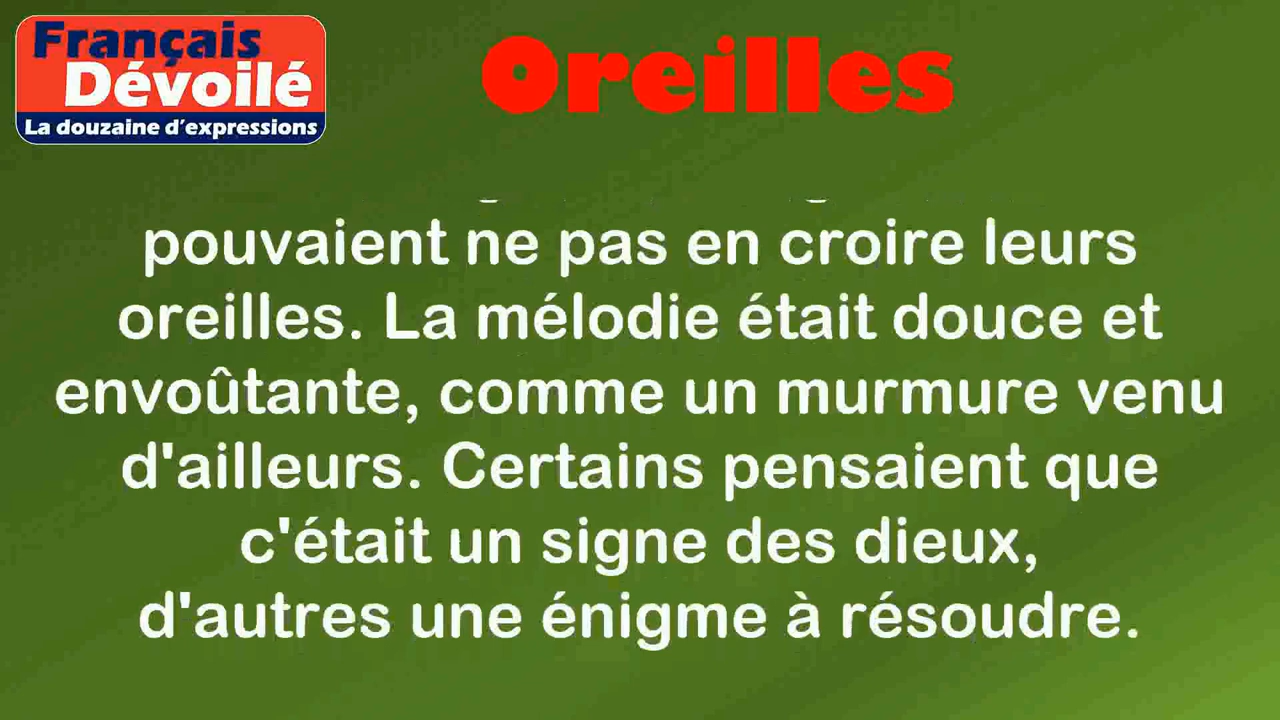 Français
Dévoilé
La douzaine d'expressions
Oreilles
pouvaient ne pas en croire leurs
oreilles. La mélodie était douce et
envoûtante, comme un murmure venu
d'ailleurs. Certains pensaient que
c'était un signe des dieux,
d'autres une énigme à résoudre.